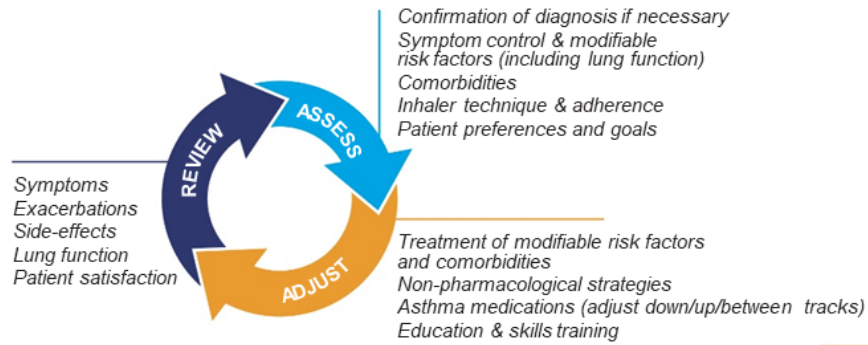 Confirmation of diagnosis if necessary
Symptom control & modifiable
risk factors (including lung function)
Comorbidities
Inhaler technique & adherence
Patient preferences and goals
ASSESS
REVIEW
Symptoms
Exacerbations
Side-effects
Lung function
Patient satisfaction
ADJUST
Treatment of modifiable risk factors
and comorbidities
Non-pharmacological strategies
Asthma medications (adjust down/up/between tracks)
Education & skills training